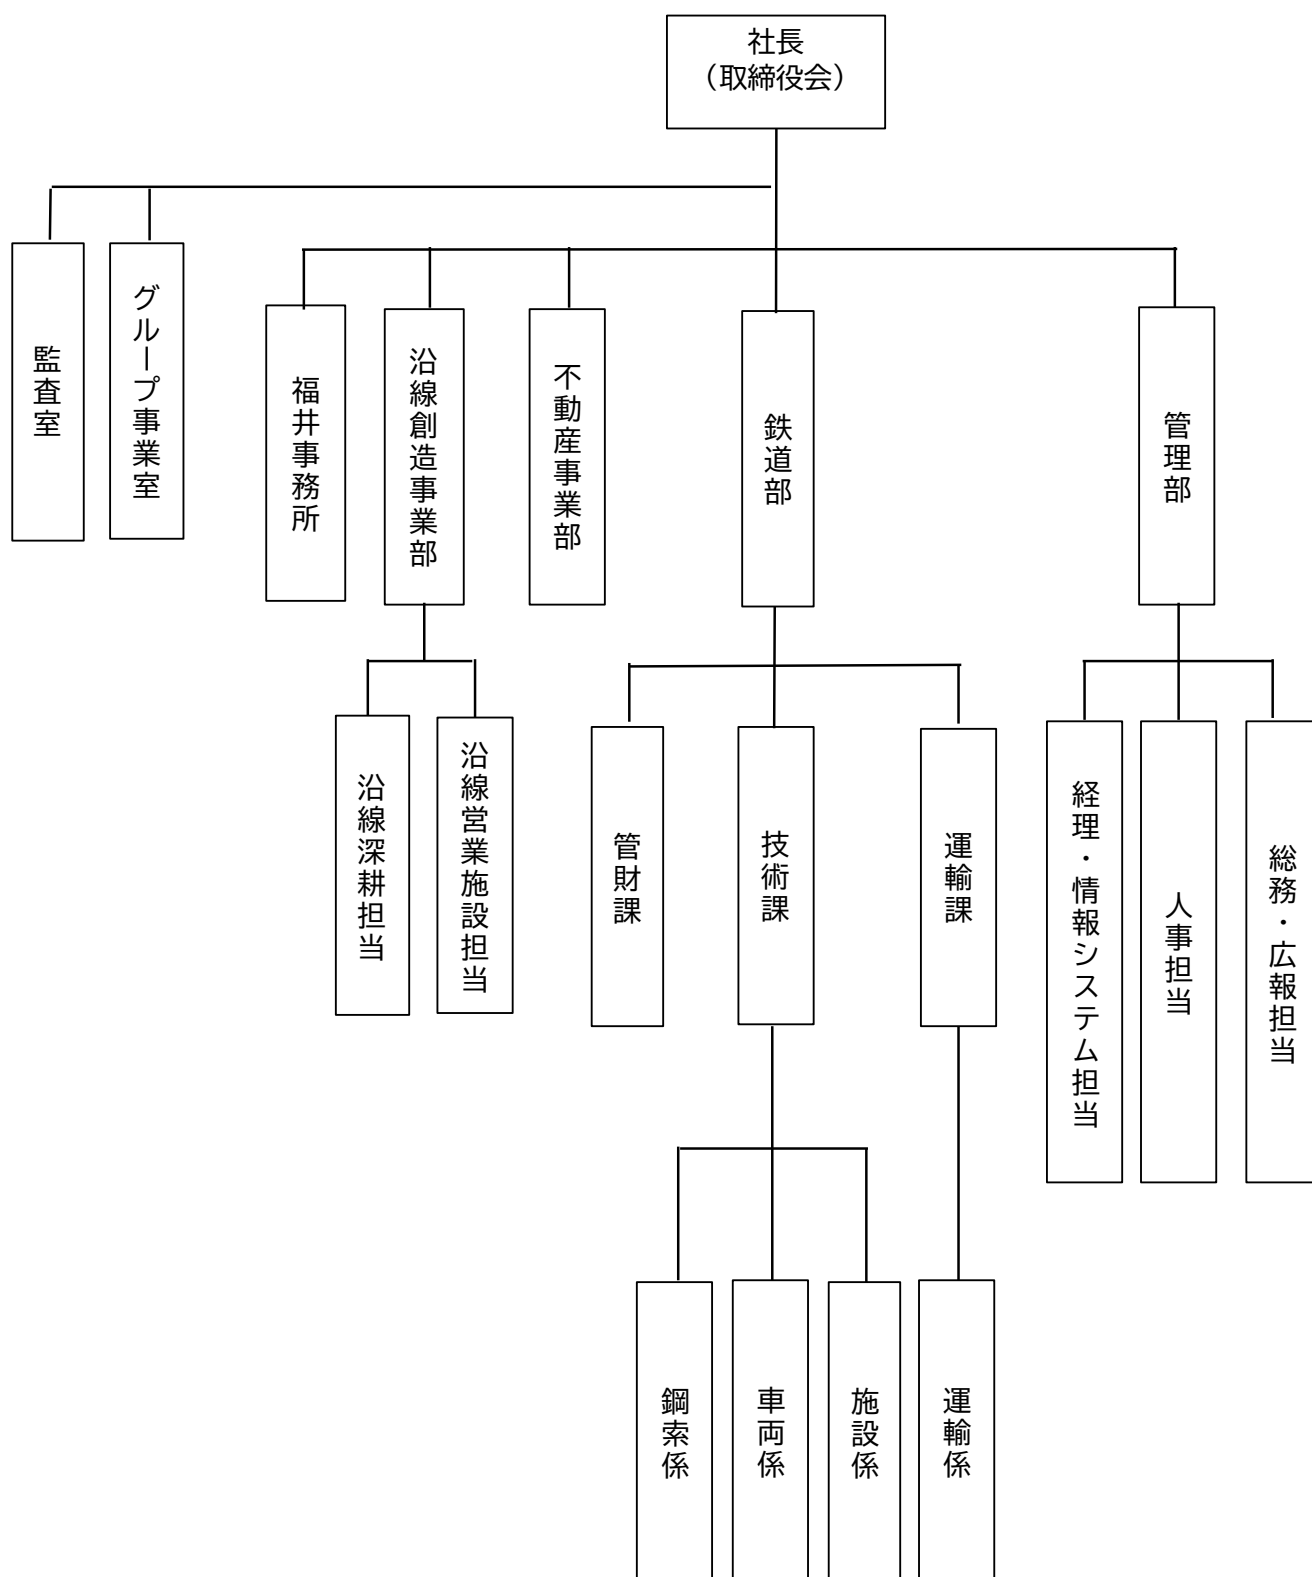 社長
（取締役会）
監査室
グループ事業室
福井事務所
沿線創造事業部
不動産事業部
鉄道部
管理部
沿線深耕担当
沿線営業施設担当
管財課
技術課
運輸課
経理・情報システム担当
人事担当
総務・広報担当
鋼索係
車両係
施設係
運輸係